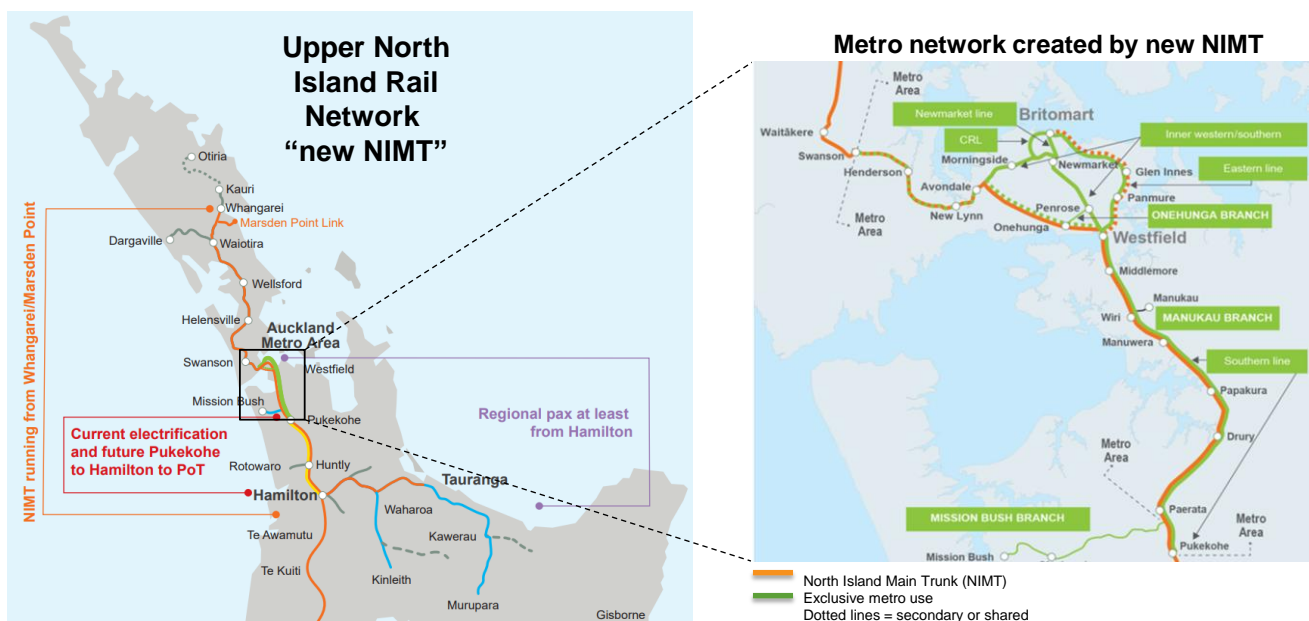 Upper North
Island Rail
Network
“new NIMT”
Otiria
Kauri
Whangarei
Marsden Point Link
Dargaville
Waiotira
Wellsford
Helensville
Auckland
Metro Area
Swanson
Westfield
Mission Bush
Pukekohe
NIMT running from Whangarei/Marsden Point
Current electrification
and future Pukekohe
to Hamilton to PoT
Regional pax at least
from Hamilton
Rotowaro
Huntly
Hamilton
Tauranga
Waharoa
Te Awamutu
Kawerau
Te Kuiti
Kinleith
Murupara
Gisborne
Metro network created by new NIMT
Metro
Area
Newmarket line
Britomart
Waitākere
CRL
Inner western/southern
Swanson
Morningside
Newmarket
Henderson
Glen Innes
Eastern line
Avondale
Panmure
New Lynn
Penrose
ONEHUNGA BRANCH
Metro
Area
Onehunga
Westfield
Middlemore
Manukau
Wiri
MANUKAU BRANCH
Manuwera
Southern line
Papakura
Drury
Metro
Area
Paerata
MISSION BUSH BRANCH
Metro
Area
Mission Bush
Pukekohe
North Island Main Trunk (NIMT)
Exclusive metro use
Dotted lines = secondary or shared